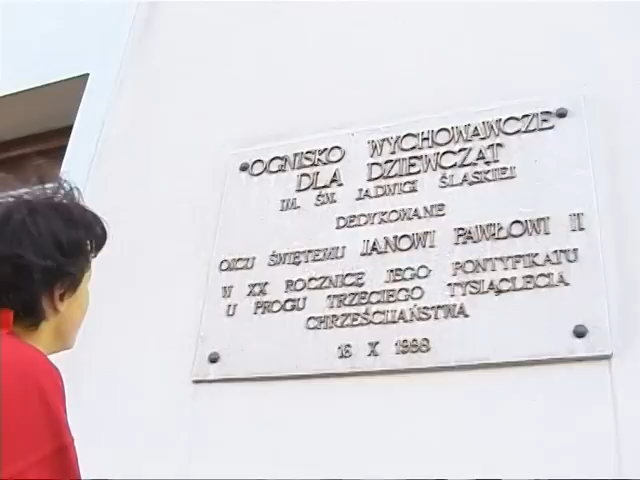 OGNISKO WYCHOWAWCZE
DLA DZIEWCZĄT
IM. ŚW. JADWIGI ŚLĄSKIEJ
DEDYKOWANE
OJCU ŚWIĘTEMU JANOWI PAWŁOWI II
W XX ROCZNICĘ JEGO PONTYFIKATU
U PROGU TRZECIEGO TYSIĄCLECIA
CHRZEŚCIJAŃSTWA
16 X 1998